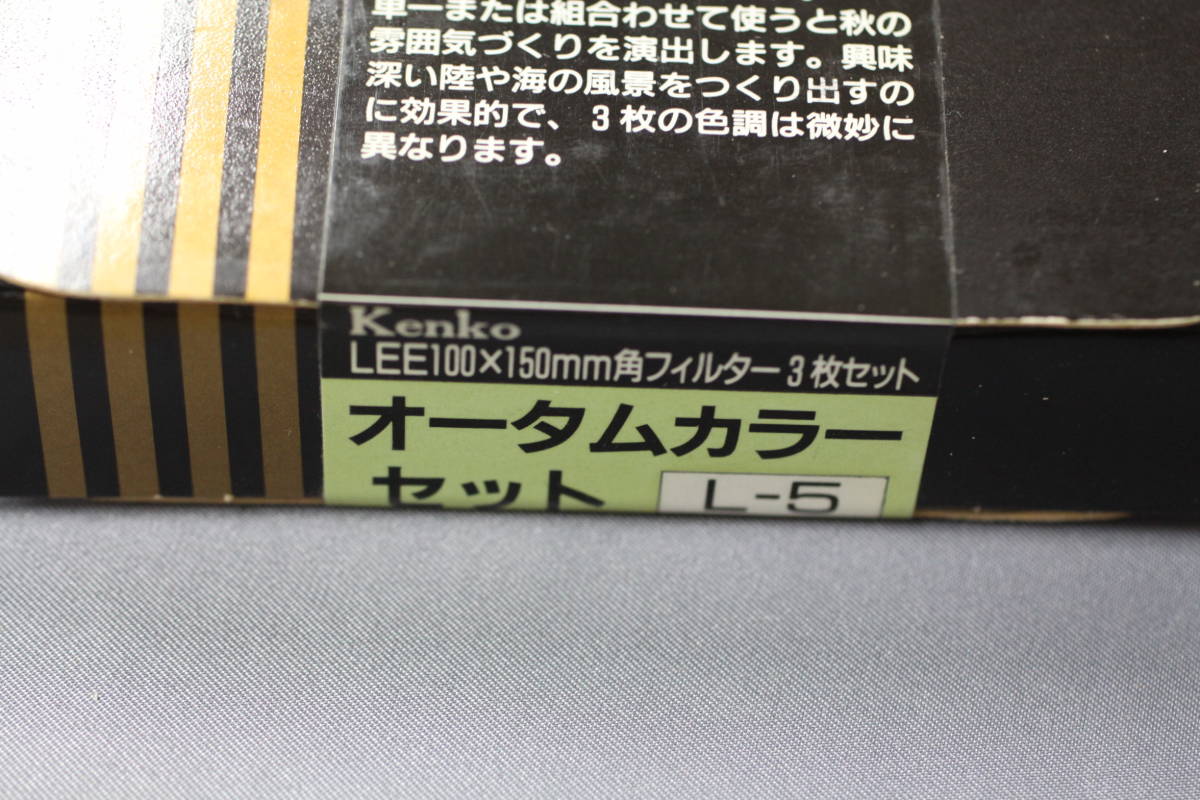 単一または組合わせて使うと秋の
雰囲気づくりを演出します。興味
深い陸や海の風景をつくり出すの
に効果的で、3枚の色調は微妙に
異なります。
Kenko
LEE100×150mm角フィルター3枚セット
オータムカラー
セット L-5